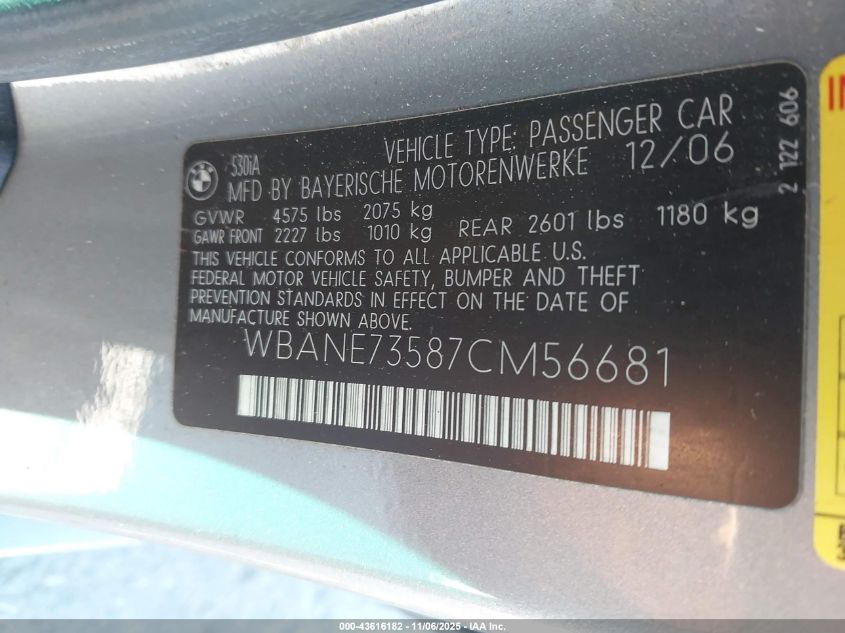 BMW
530iA
VEHICLE TYPE: PASSENGER CAR
MFD BY BAYERISCHE MOTORENWERKE 12/06
GVWR 4575 lbs 2075 kg
GAWR FRONT 2227 lbs 1010 kg REAR 2601 lbs 1180 kg
THIS VEHICLE CONFORMS TO ALL APPLICABLE U.S.
FEDERAL MOTOR VEHICLE SAFETY, BUMPER AND THEFT
PREVENTION STANDARDS IN EFFECT ON THE DATE OF
MANUFACTURE SHOWN ABOVE.
WBANE73587CM56681
2 122 606
000-43616182 - 11/06/2025 - IAA Inc.